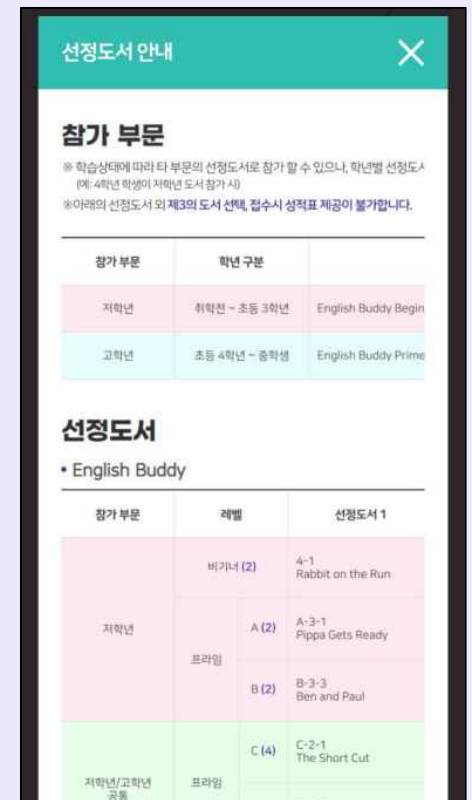 선정도서 안내
참가 부문
※ 학습상태에 따라 타 부문의 선정도서로 참가 할 수 있으나, 학년별 선정도서
(예: 4학년 학생이 저학년 도서 참가 시)
※아래의 선정도서 외 제3의 도서 선택, 접수시 성적표 제공이 불가합니다.
참가 부문 학년 구분
저학년 취학전 ~ 초등 3학년 English Buddy Begin
고학년 초등 4학년 ~ 중학생 English Buddy Prime
선정도서
• English Buddy
참가 부문 레벨 선정도서 1
비기너 (2) 4-1
Rabbit on the Run
저학년 프라임 A (2) A-3-1
Pippa Gets Ready
B (2) B-3-3
Ben and Paul
저학년/고학년
공통 프라임 C (4) C-2-1
The Short Cut